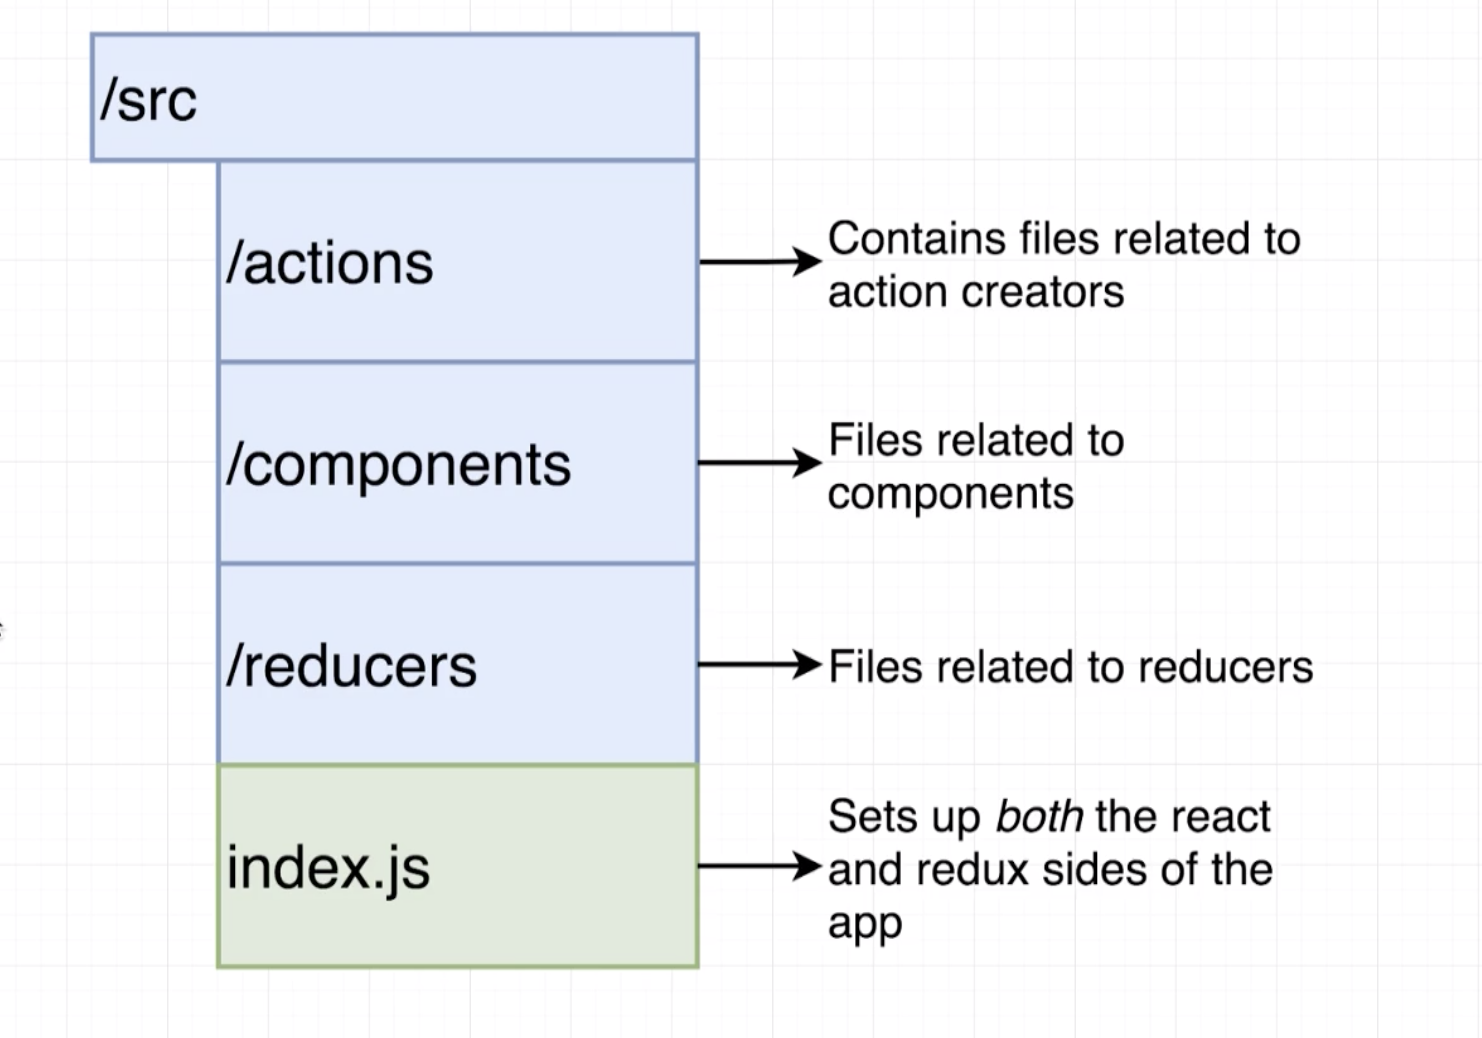 /src
/actions
Contains files related to
action creators
/components
Files related to
components
/reducers
Files related to reducers
index.js
Sets up both the react
and redux sides of the
app